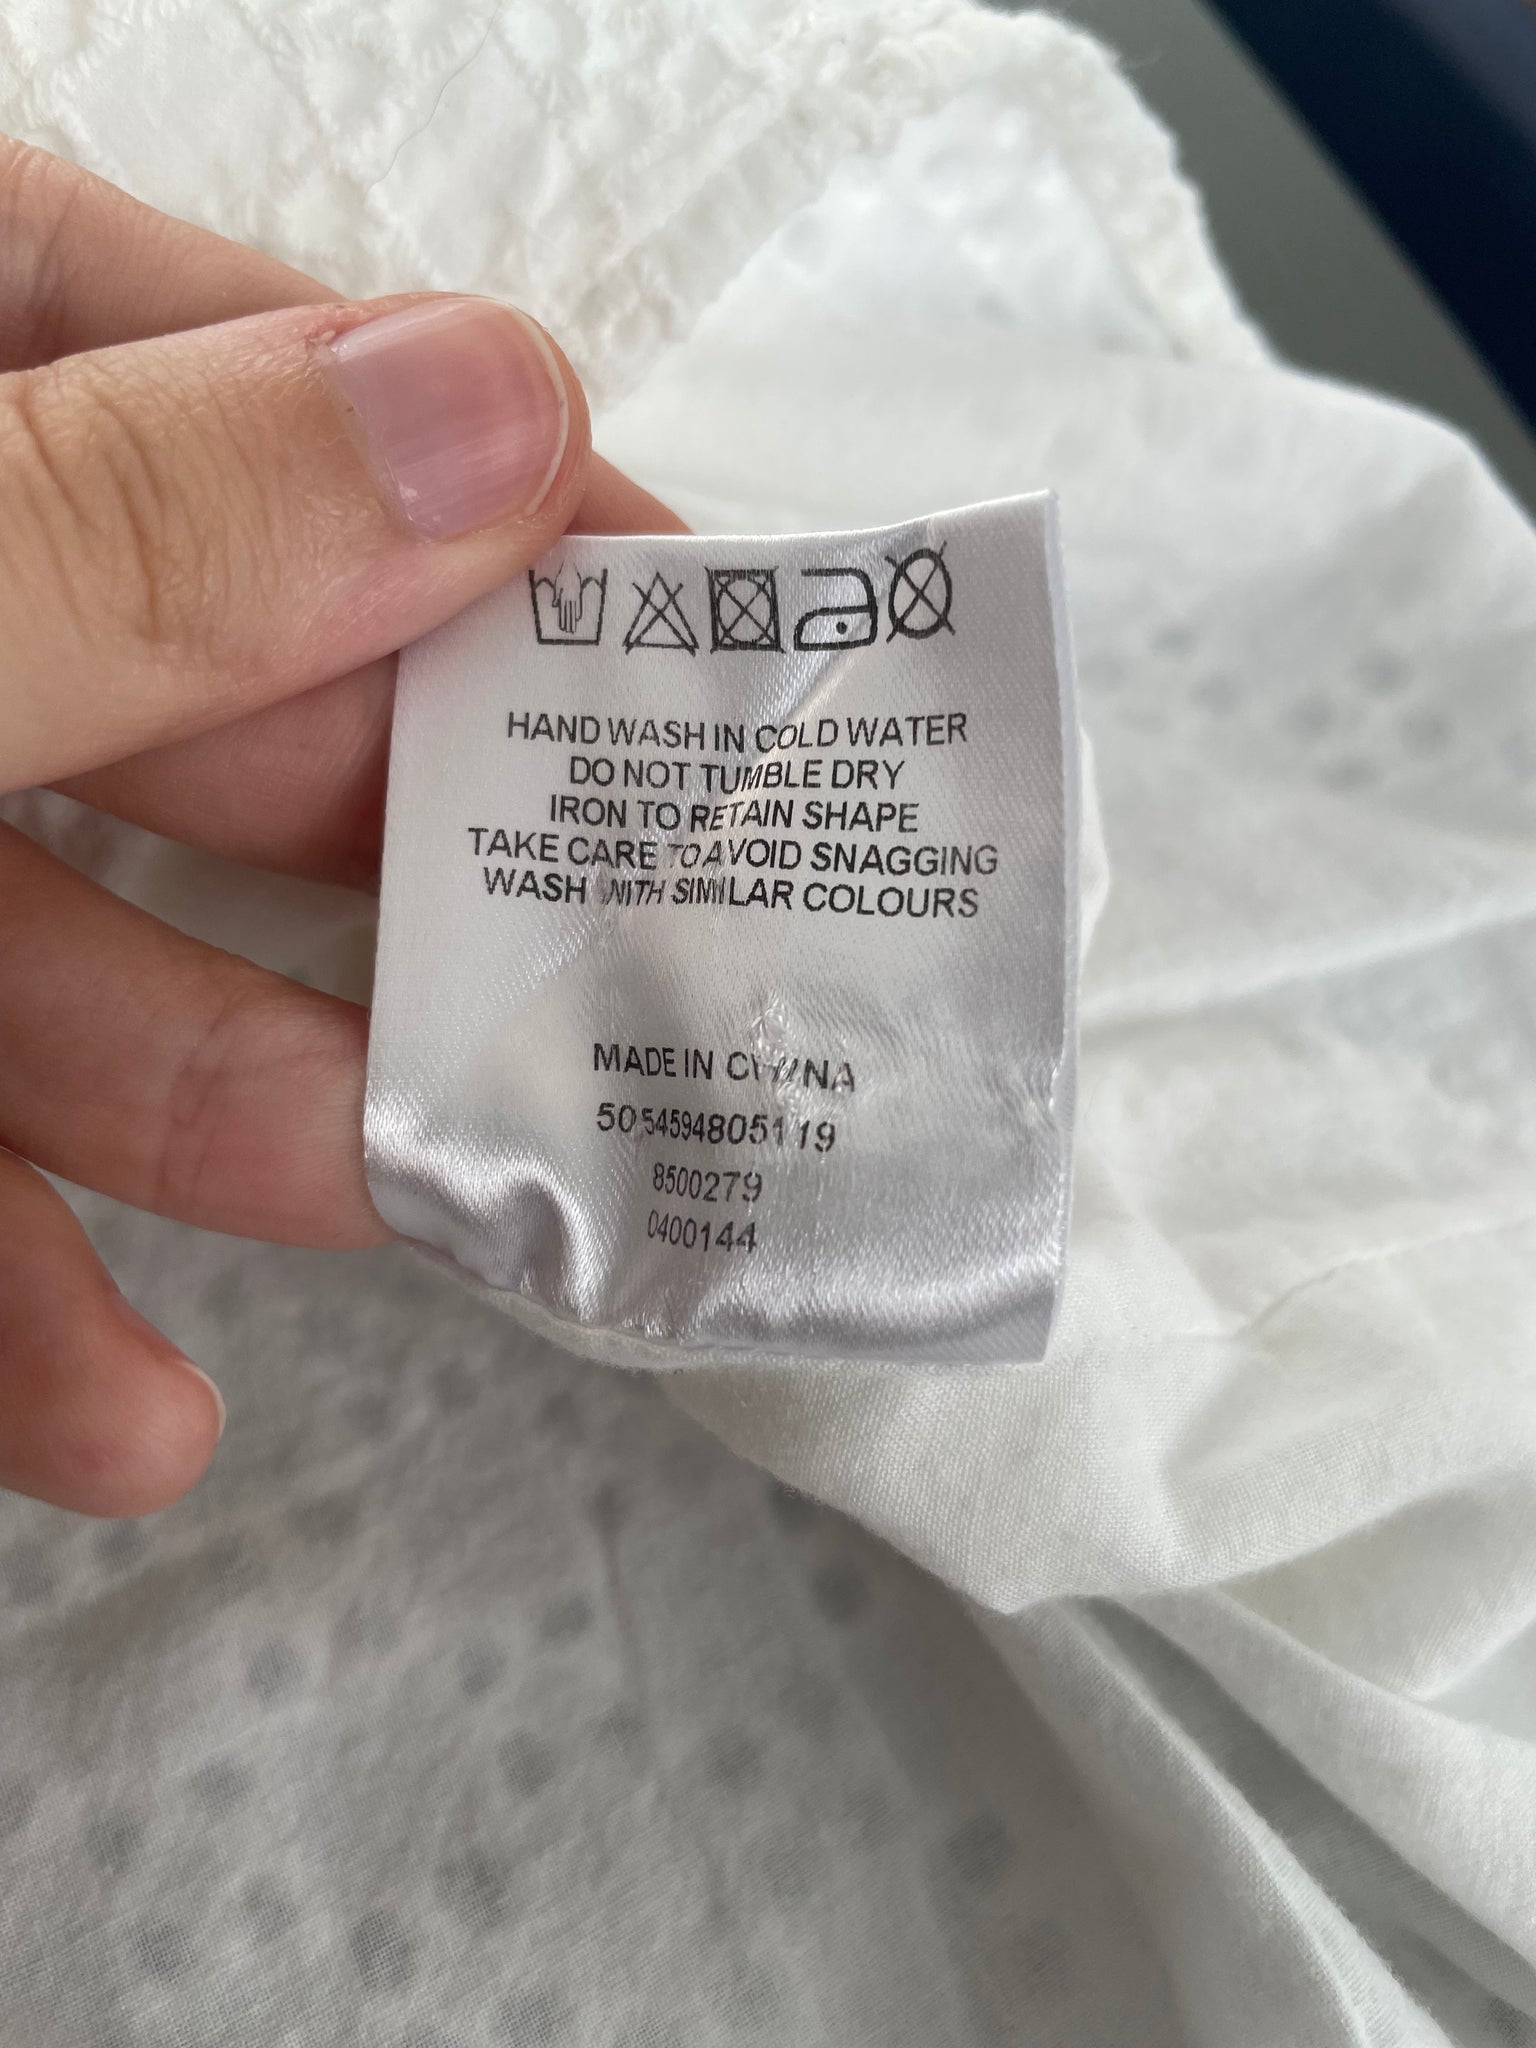 HAND WASH IN COLD WATER
DO NOT TUMBLE DRY
IRON TO RETAIN SHAPE
TAKE CARE TO AVOID SNAGGING
WASH WITH SIMILAR COLOURS
MADE IN CHINA
5054594805119
8500279
0400144